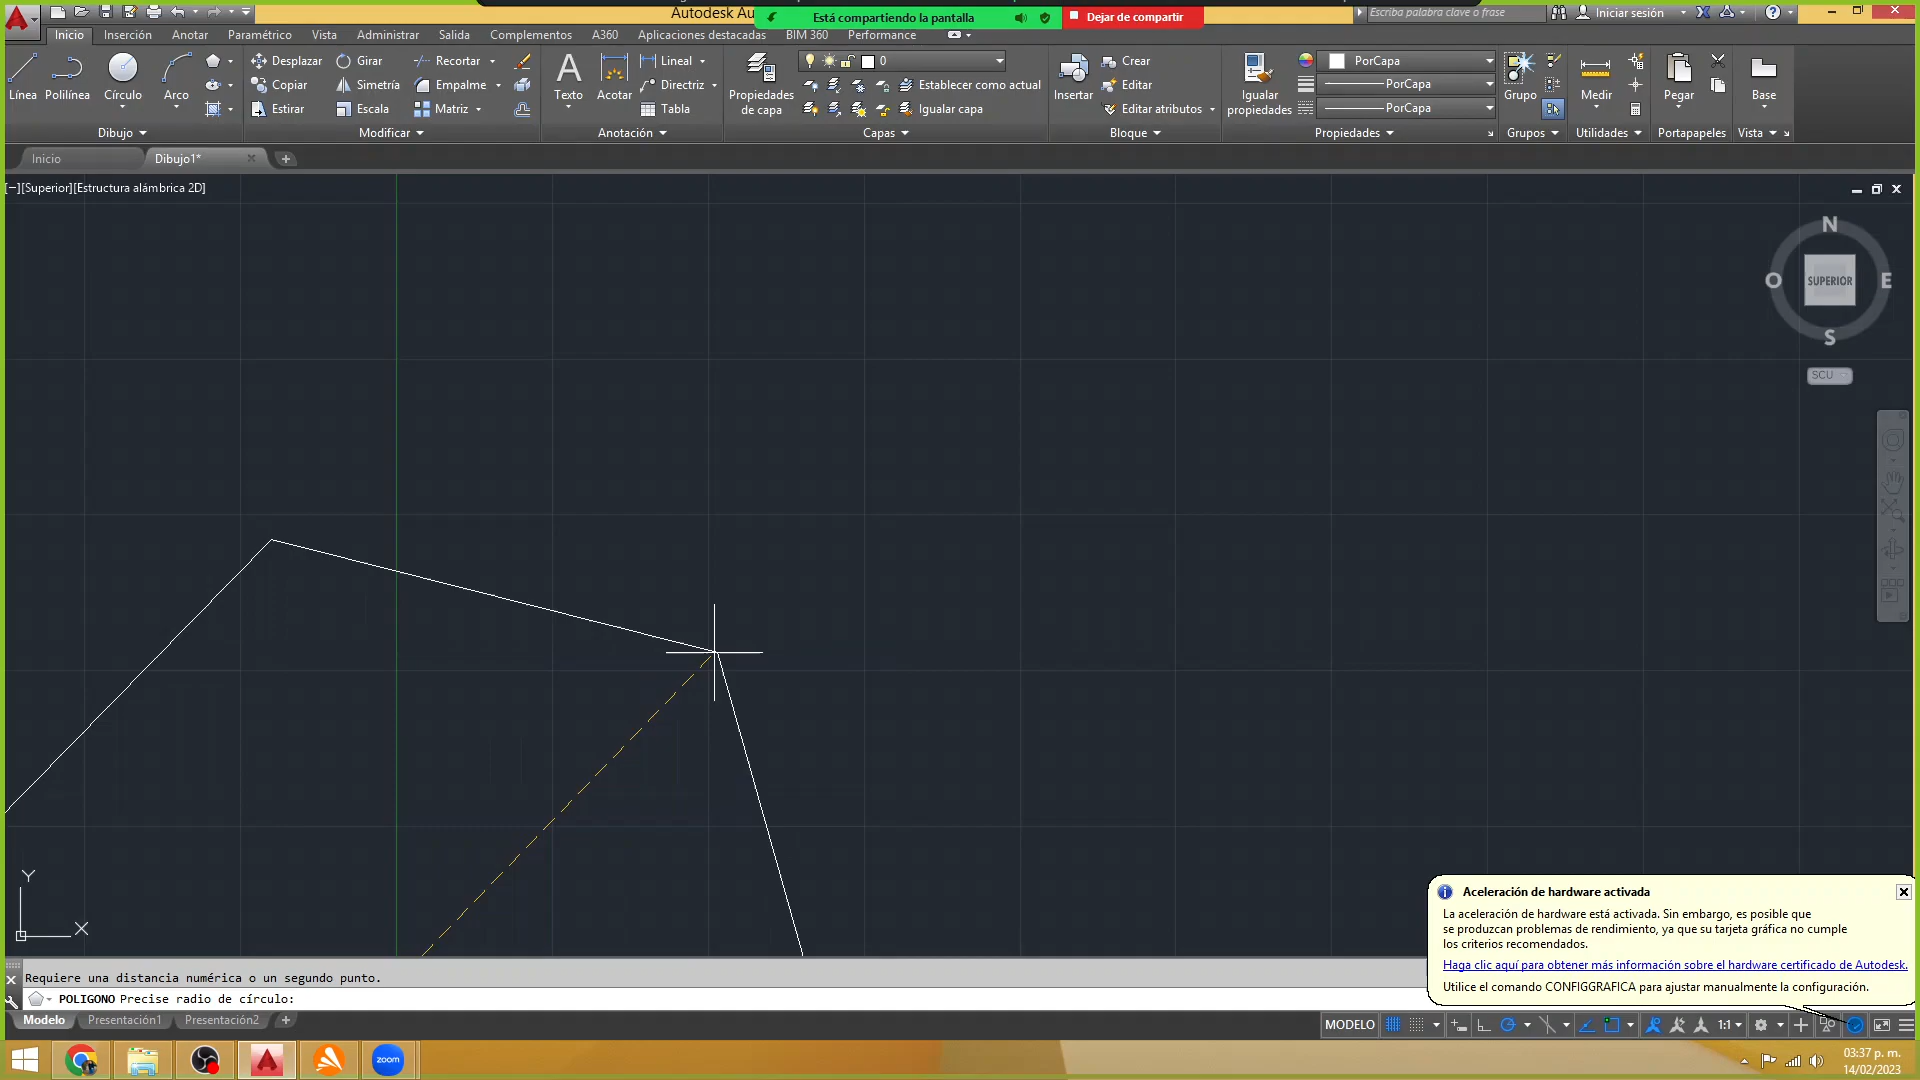 Autodesk Au
Está compartiendo la pantalla
Dejar de compartir
Escriba palabra clave o frase
Iniciar sesión
Inicio
Inserción
Anotar
Paramétrico
Vista
Administrar
Salida
Complementos
A360
Aplicaciones destacadas
BIM 360
Performance
Desplazar
Girar
Recortar
Lineal
0
Crear
PorCapa
Copiar
Simetría
Empalme
Directriz
Establecer como actual
Editar
PorCapa
Línea
Polilínea
Círculo
Arco
Texto
Acotar
Propiedades
de capa
Insertar
Igualar
propiedades
Grupo
Medir
Pegar
Base
Estirar
Escala
Matriz
Tabla
Igualar capa
Editar atributos
PorCapa
Dibujo
Modificar
Anotación
Capas
Bloque
Propiedades
Grupos
Utilidades
Portapapeles
Vista
Inicio
Dibujo1*
[−][Superior][Estructura alámbrica 2D]
N
O
SUPERIOR
E
S
SCU
Y
X
Aceleración de hardware activada
La aceleración de hardware está activada. Sin embargo, es posible que
se produzcan problemas de rendimiento, ya que su tarjeta gráfica no cumple
los criterios recomendados.
Haga clic aquí para obtener más información sobre el hardware certificado de Autodesk.
Utilice el comando CONFIGGRAFICA para ajustar manualmente la configuración.
Requiere una distancia numérica o un segundo punto.
POLIGONO Precise radio de círculo:
Modelo
Presentación1
Presentación2
MODELO
1:1
zoom
03:37 p. m.
14/02/2023